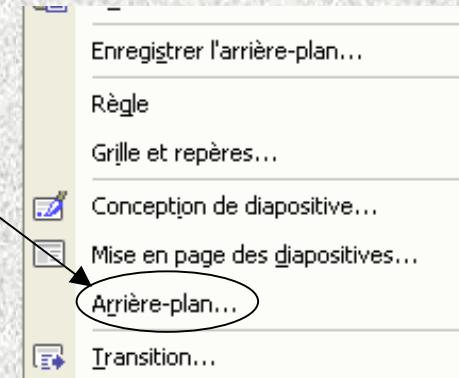 Enregistrer l'arrière-plan...
Règle
Grille et repères...
Conception de diapositive...
Mise en page des diapositives...
Arrière-plan...
Transition...